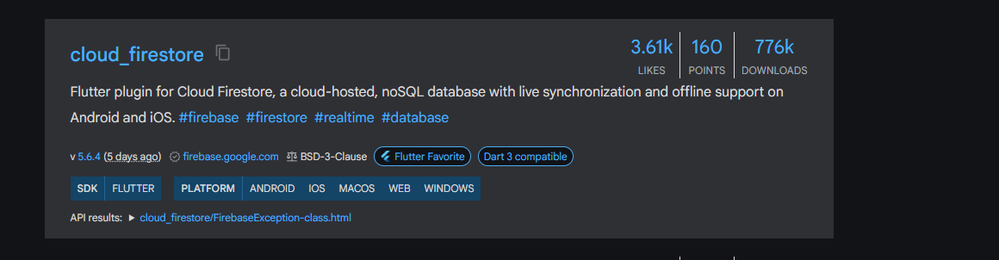 cloud_firestore
3.61k 160 776k
LIKES POINTS DOWNLOADS
Flutter plugin for Cloud Firestore, a cloud-hosted, noSQL database with live synchronization and offline support on
Android and iOS. #firebase #firestore #realtime #database
v 5.6.4 (5 days ago) firebase.google.com BSD-3-Clause Flutter Favorite Dart 3 compatible
SDK FLUTTER PLATFORM ANDROID IOS MACOS WEB WINDOWS
API results: ▶ cloud_firestore/FirebaseException-class.html